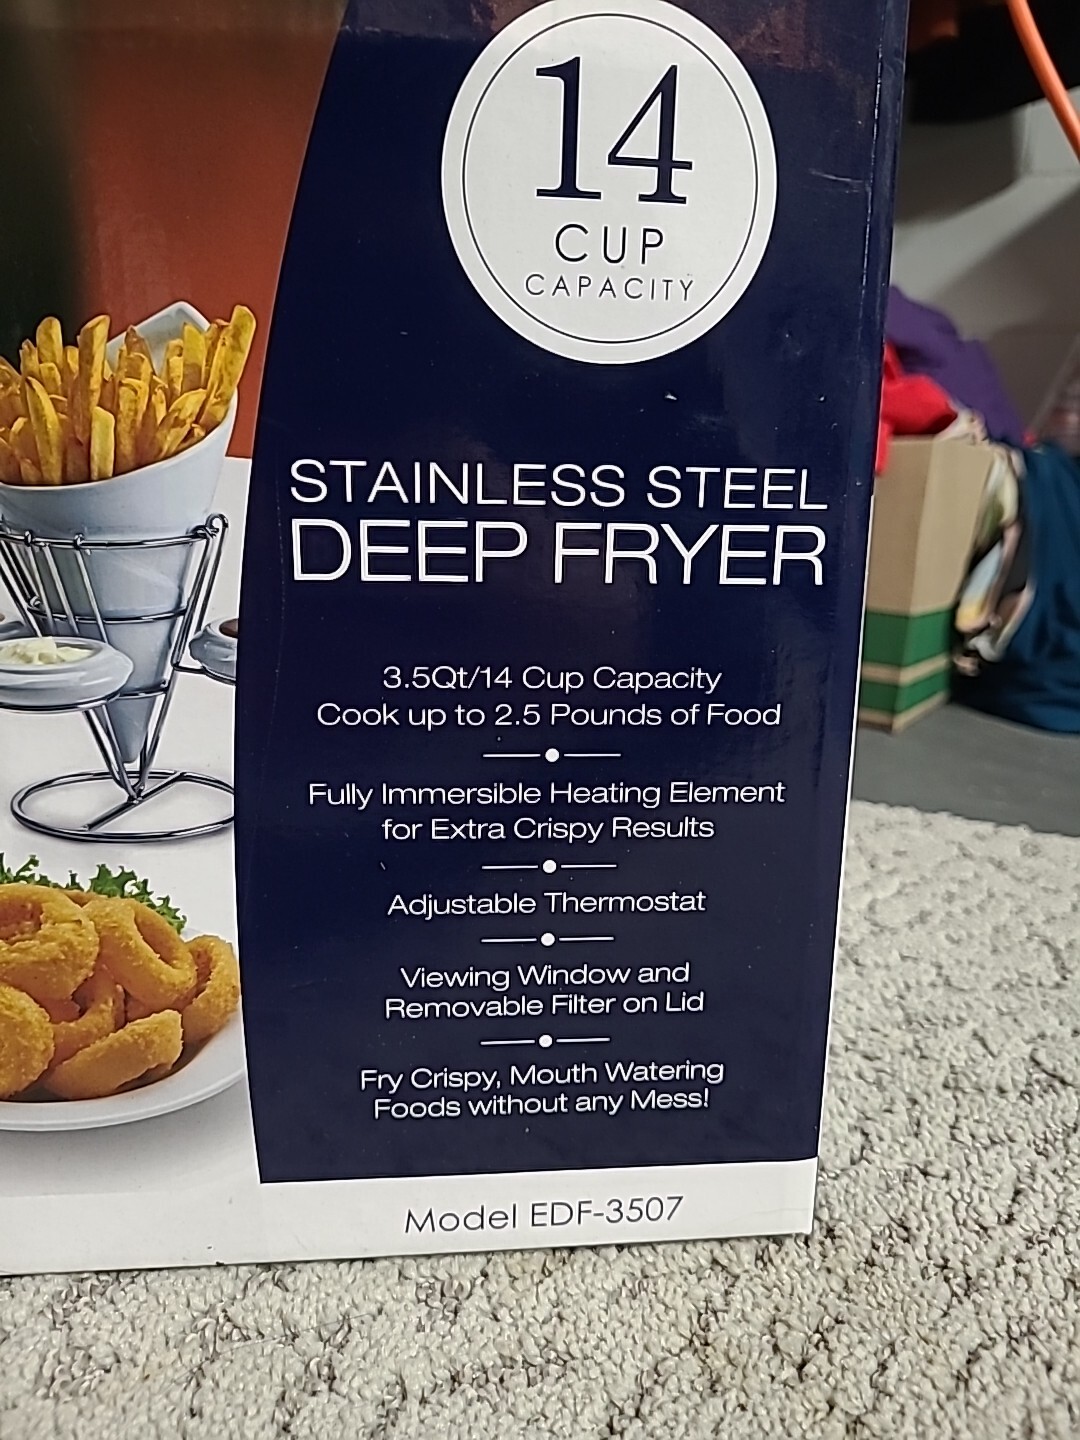 14
CUP
CAPACITY
STAINLESS STEEL
DEEP FRYER
3.5Qt/14 Cup Capacity
Cook up to 2.5 Pounds of Food
Fully Immersible Heating Element
for Extra Crispy Results
Adjustable Thermostat
Viewing Window and
Removable Filter on Lid
Fry Crispy, Mouth Watering
Foods without any Mess!
Model EDF-3507